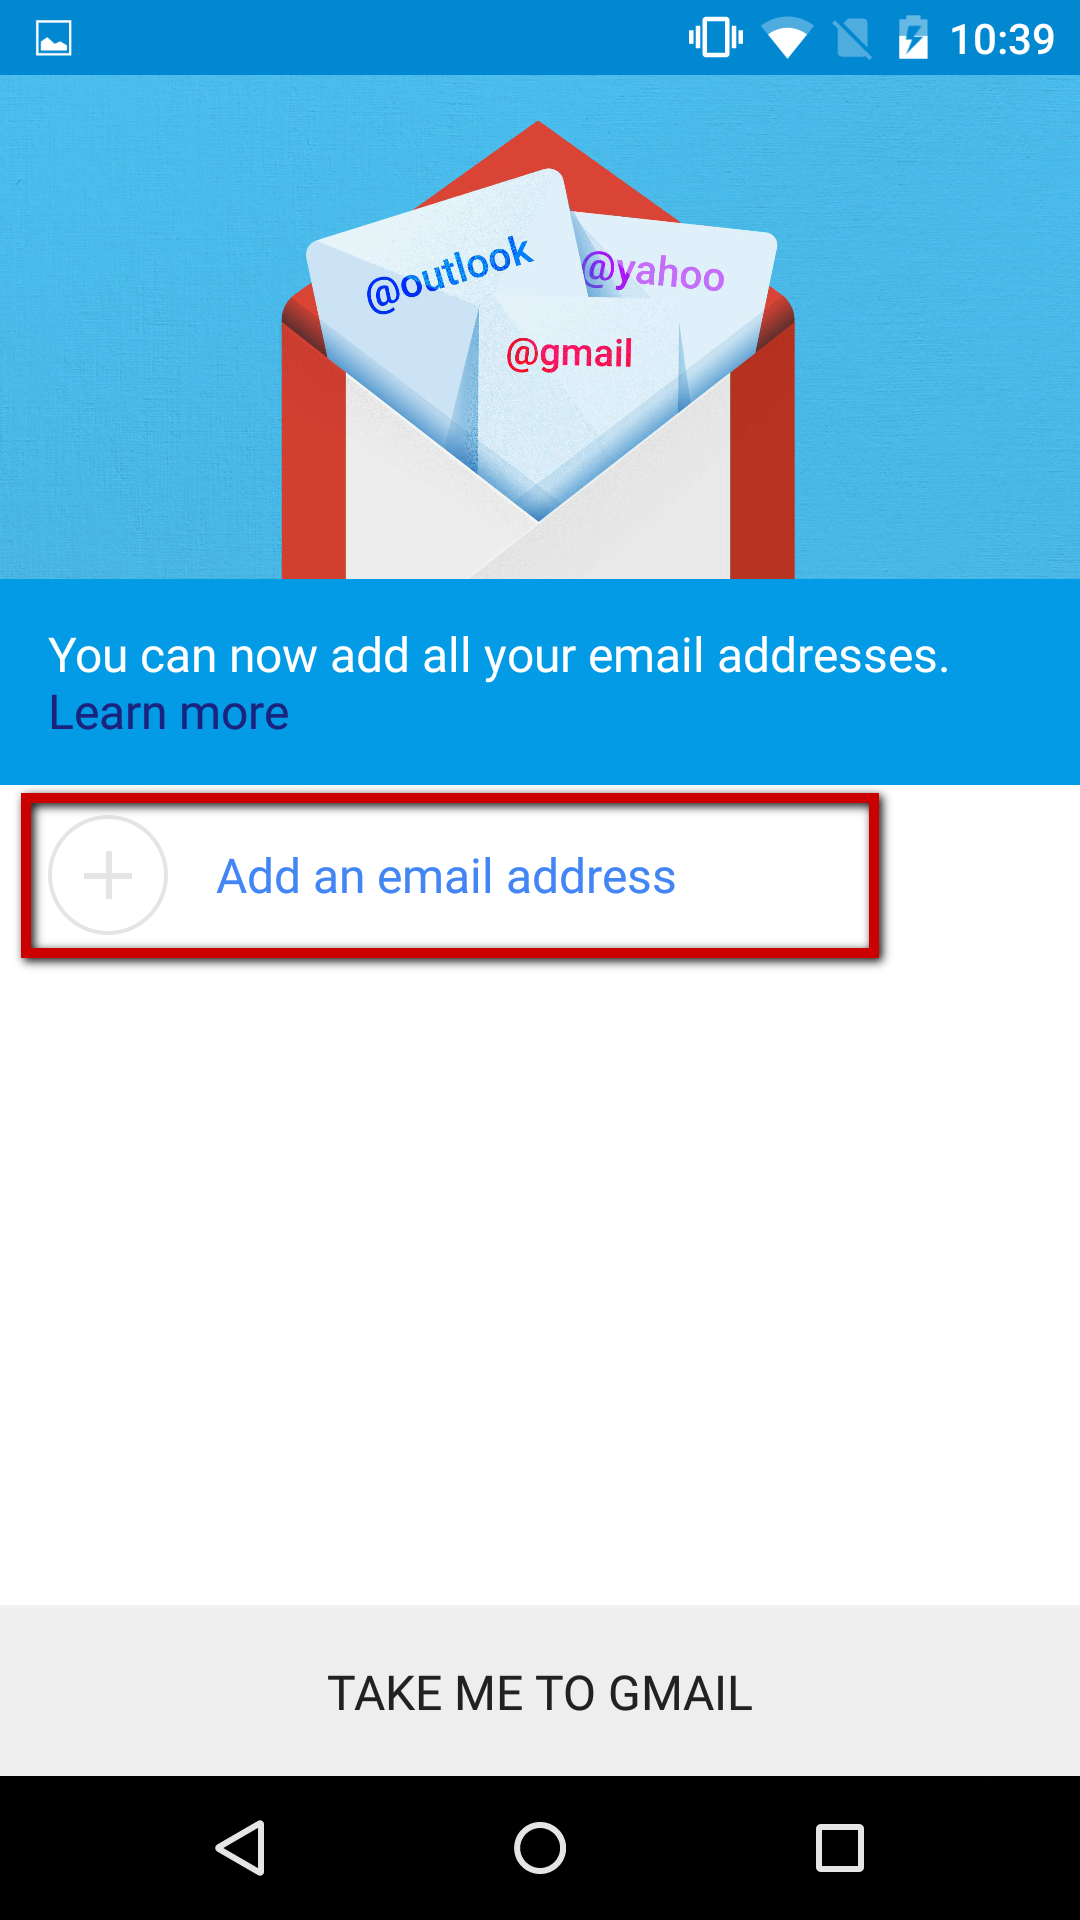 10:39
@outlook
@yahoo
@gmail
You can now add all your email addresses.
Learn more
Add an email address
TAKE ME TO GMAIL